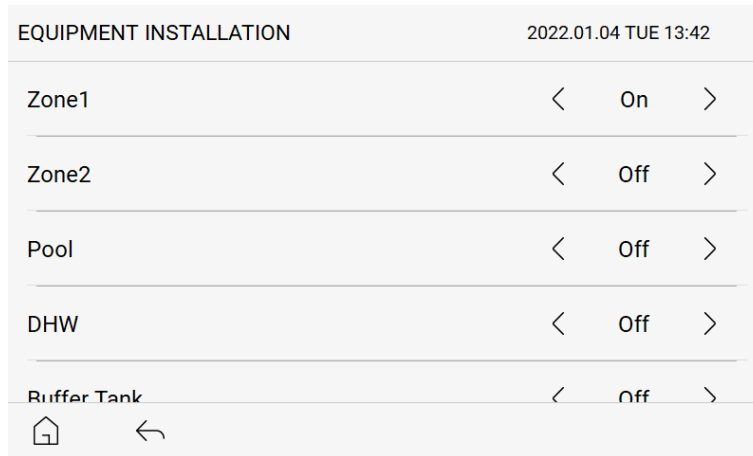 EQUIPMENT INSTALLATION 2022.01.04 TUE 13:42
Zone1 On
Zone2 Off
Pool Off
DHW Off
Buffer Tank Off